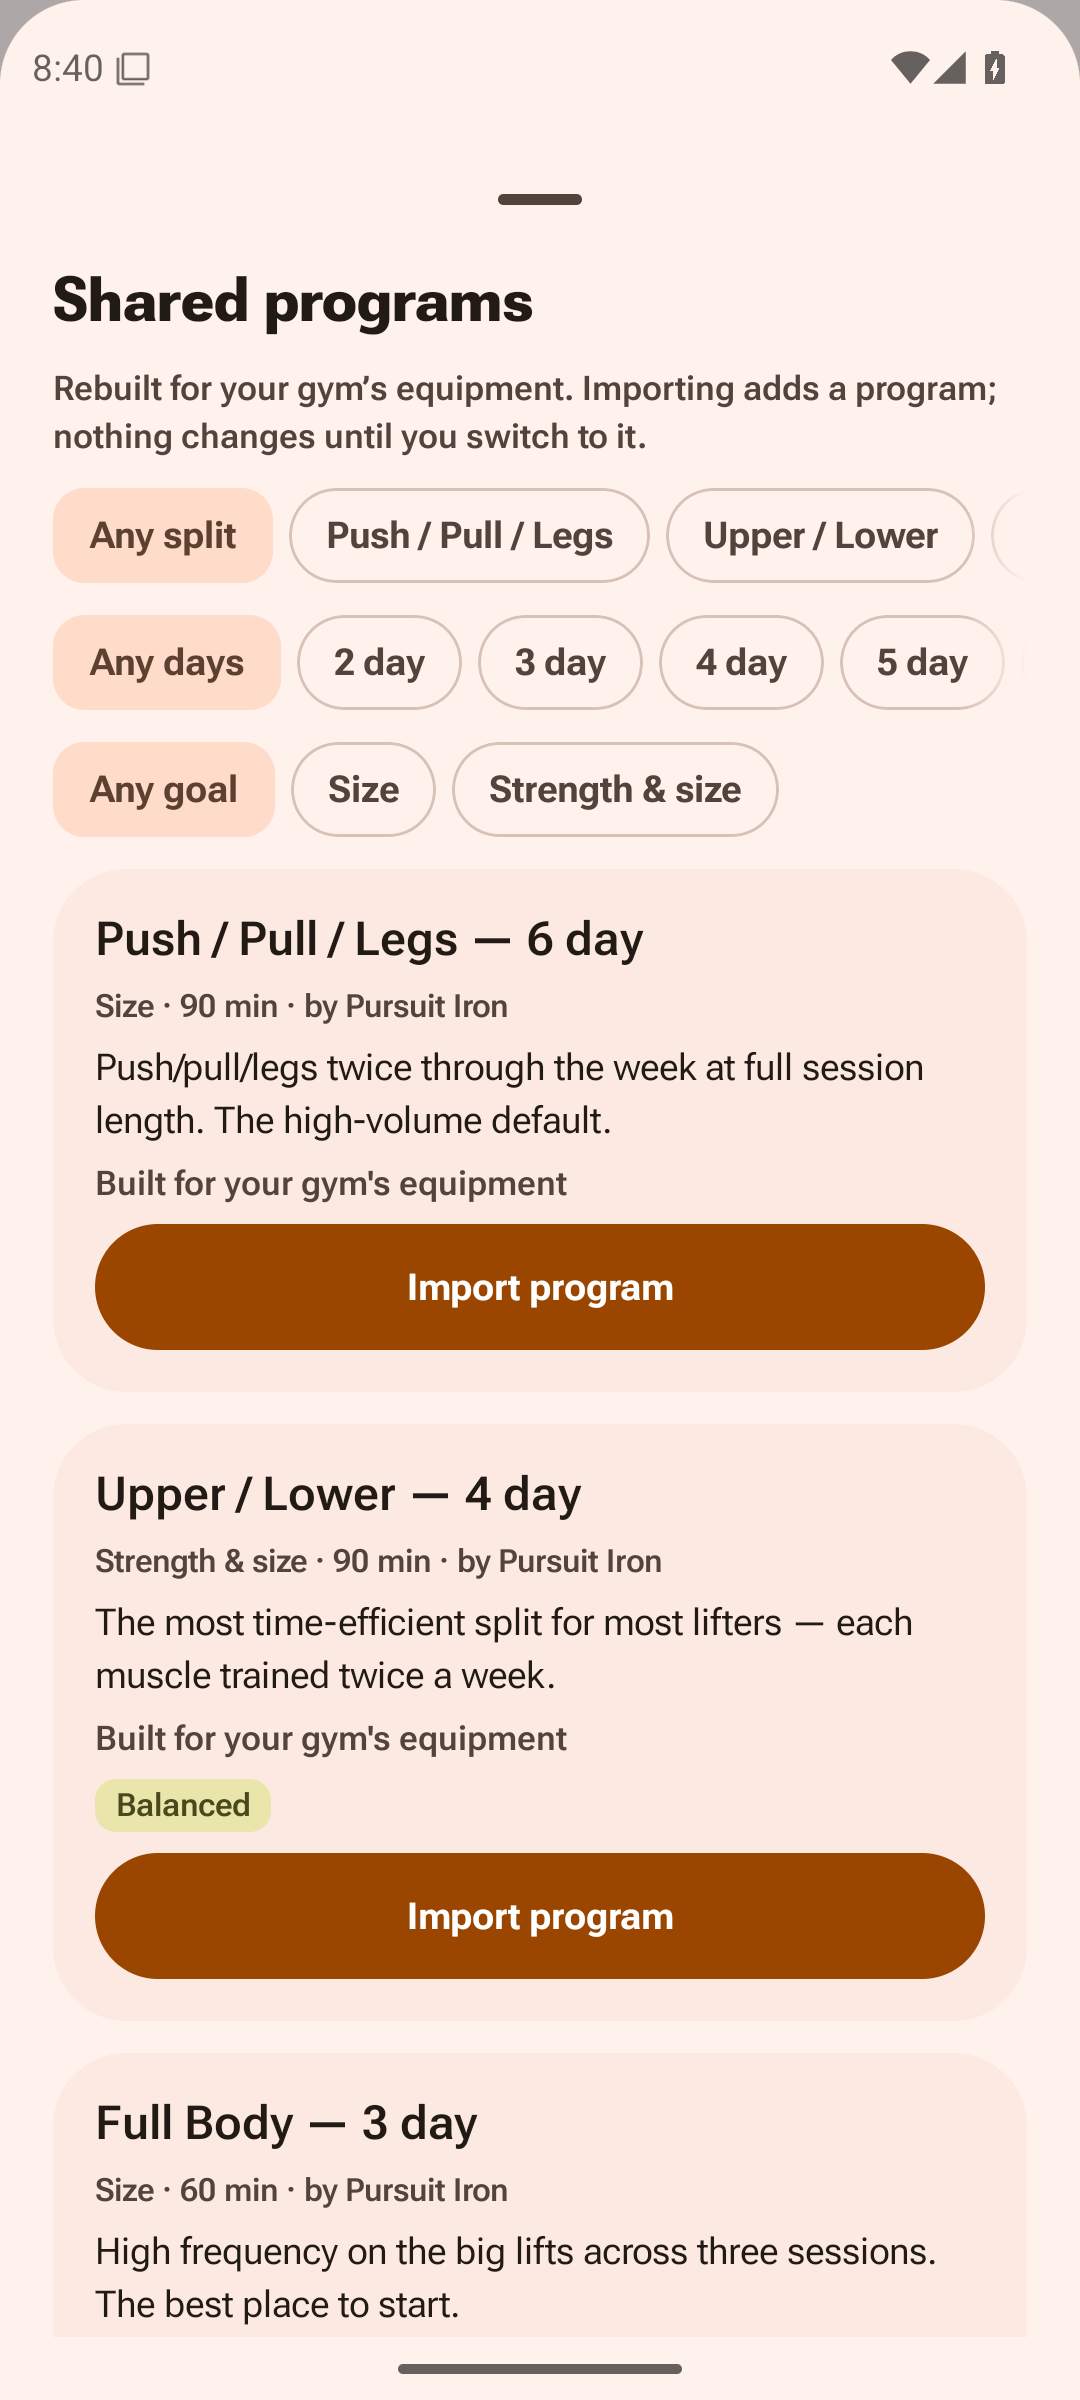 8:40
Shared programs
Rebuilt for your gym’s equipment. Importing adds a program;
nothing changes until you switch to it.
Any split
Push / Pull / Legs
Upper / Lower
Any days
2 day
3 day
4 day
5 day
Any goal
Size
Strength & size
Push / Pull / Legs — 6 day
Size · 90 min · by Pursuit Iron
Push/pull/legs twice through the week at full session
length. The high-volume default.
Built for your gym's equipment
Import program
Upper / Lower — 4 day
Strength & size · 90 min · by Pursuit Iron
The most time-efficient split for most lifters — each
muscle trained twice a week.
Built for your gym's equipment
Balanced
Import program
Full Body — 3 day
Size · 60 min · by Pursuit Iron
High frequency on the big lifts across three sessions.
The best place to start.